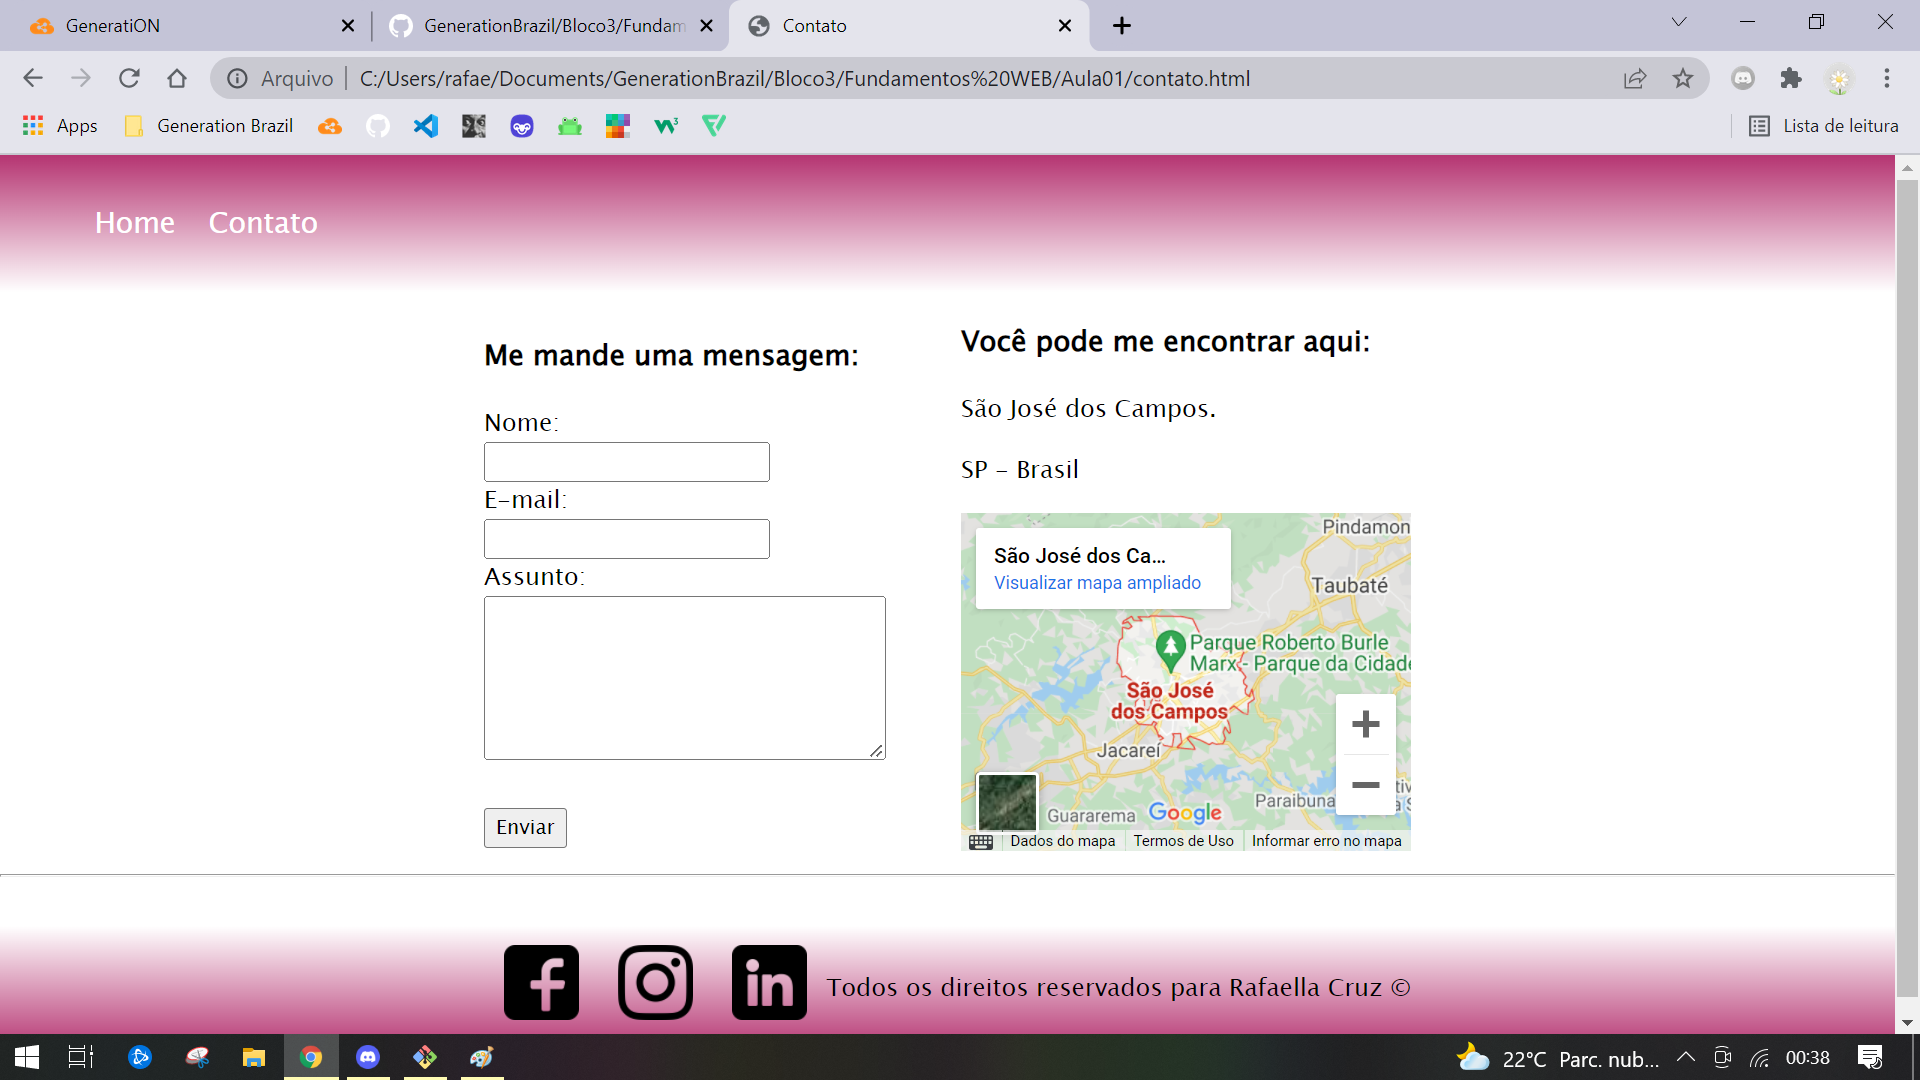 GeneratiON
GenerationBrazil/Bloco3/Fundam
Contato
Arquivo
C:/Users/rafae/Documents/GenerationBrazil/Bloco3/Fundamentos%20WEB/Aula01/contato.html
Apps
Generation Brazil
Lista de leitura
Home
Contato
Me mande uma mensagem:
Nome:
E-mail:
Assunto:
Enviar
Você pode me encontrar aqui:
São José dos Campos.
SP - Brasil
Pindamon
São José dos Ca...
Visualizar mapa ampliado
Taubaté
Parque Roberto Burle
Marx - Parque da Cidade
São José
dos Campos
Jacareí
Paraibuna
Guararema
Google
Dados do mapa
Termos de Uso
Informar erro no mapa
in
Todos os direitos reservados para Rafaella Cruz ©
22°C Parc. nub...
00:38